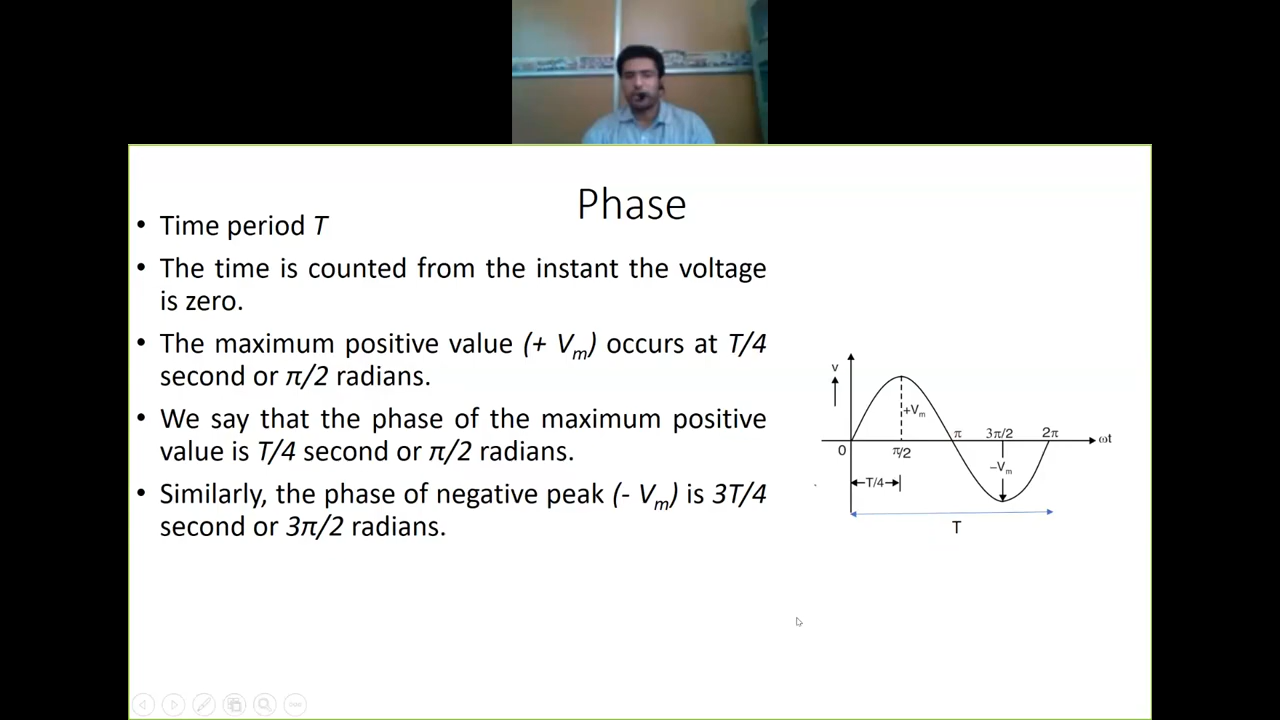 Phase
• Time period T
• The time is counted from the instant the voltage
is zero.
• The maximum positive value (+ Vm) occurs at T/4
second or π/2 radians.
• We say that the phase of the maximum positive
value is T/4 second or π/2 radians.
• Similarly, the phase of negative peak (- Vm) is 3T/4
second or 3π/2 radians.
v
+Vm
π 3π/2 2π
ωt
0 π/2
−Vm
T/4
T